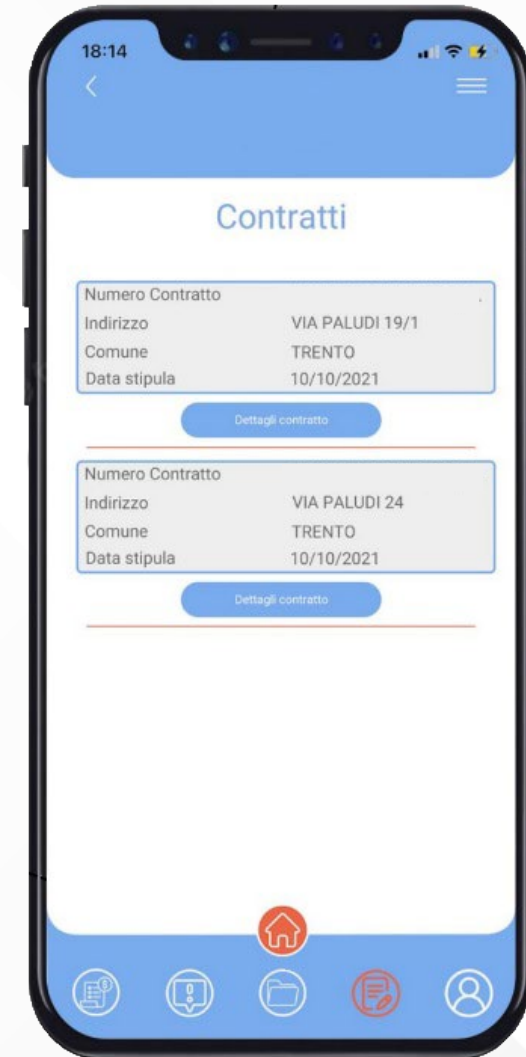 18:14
Contratti
Numero Contratto
Indirizzo VIA PALUDI 19/1
Comune TRENTO
Data stipula 10/10/2021
Dettagli contratto
Numero Contratto
Indirizzo VIA PALUDI 24
Comune TRENTO
Data stipula 10/10/2021
Dettagli contratto